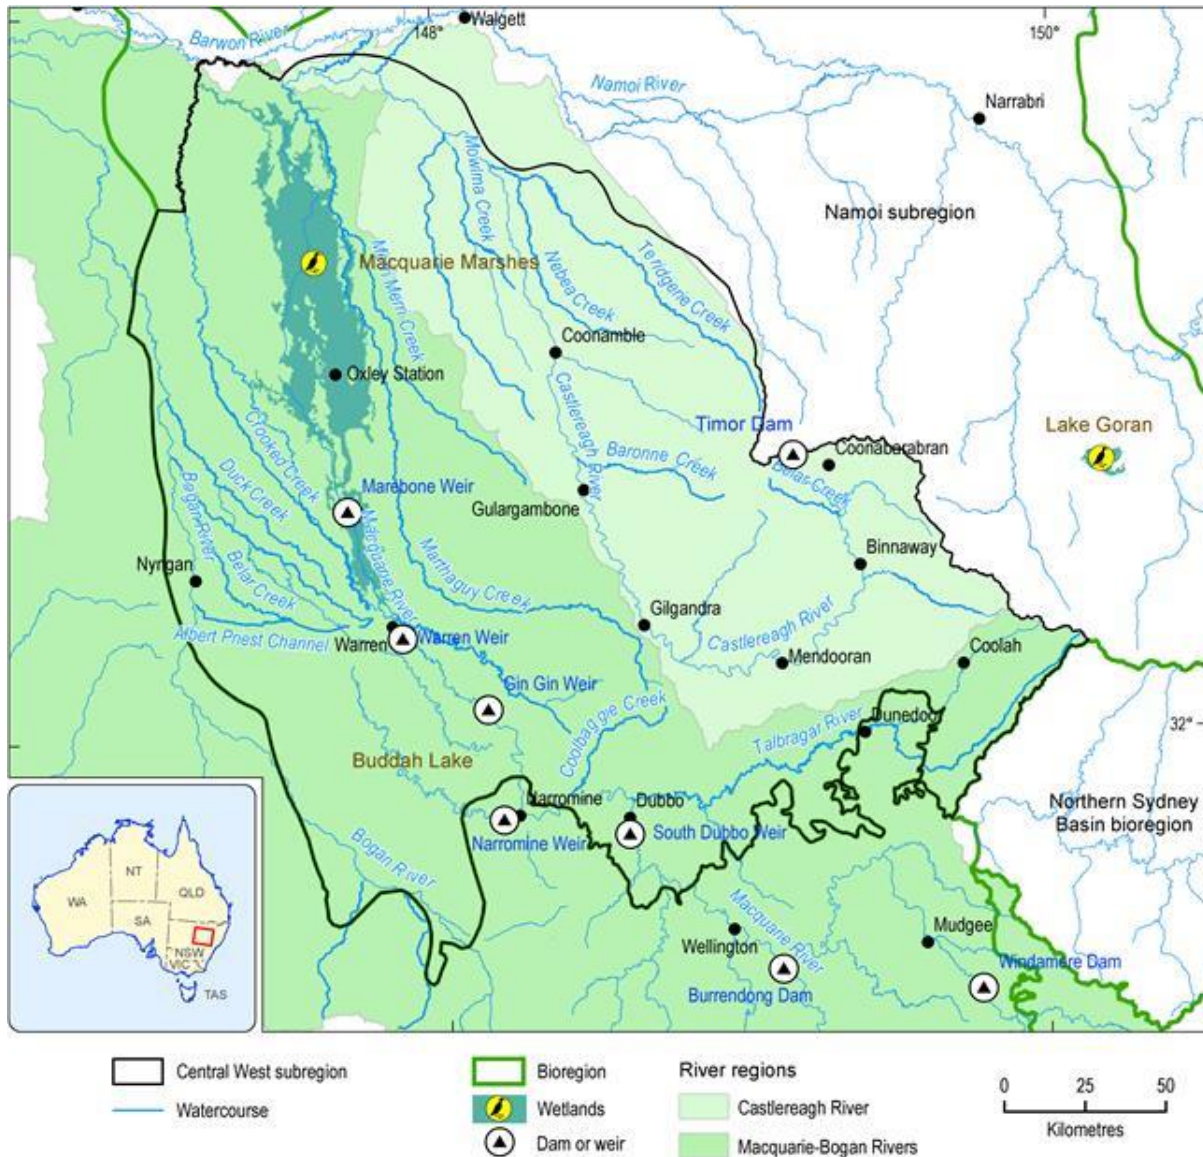 148°
150°
Walgett
Barwon River
Namoi River
Narrabri
Mowlma Creek
Namoi subregion
Teridgene Creek
Nebea Creek
Macquarie Marshes
Merri Merri Creek
Coonamble
Oxley Station
Castlereagh River
Timor Dam
Lake Goran
Coonabarabran
Baronne Creek
Belar Creek
Crooked Creek
Duck Creek
Bogan River
Marebone Weir
Gulargambone
Macquarie River
Binnaway
Nyngan
Belar Creek
Marthaguy Creek
Gilgandra
Castlereagh River
Albert Priest Channel
Warren
Warren Weir
Mendooran
Coolah
Gin Gin Weir
Coolbaggie Creek
Talbragar River
Dunedoo
32°
Buddah Lake
Narromine
Dubbo
Northern Sydney
Basin bioregion
Narromine Weir
South Dubbo Weir
Bogan River
Macquarie River
Wellington
Mudgee
Windamere Dam
Burrendong Dam
NT
QLD
WA
SA
NSW
VIC
TAS
Central West subregion
Watercourse
Bioregion
Wetlands
Dam or weir
River regions
Castlereagh River
Macquarie-Bogan Rivers
0 25 50
Kilometres